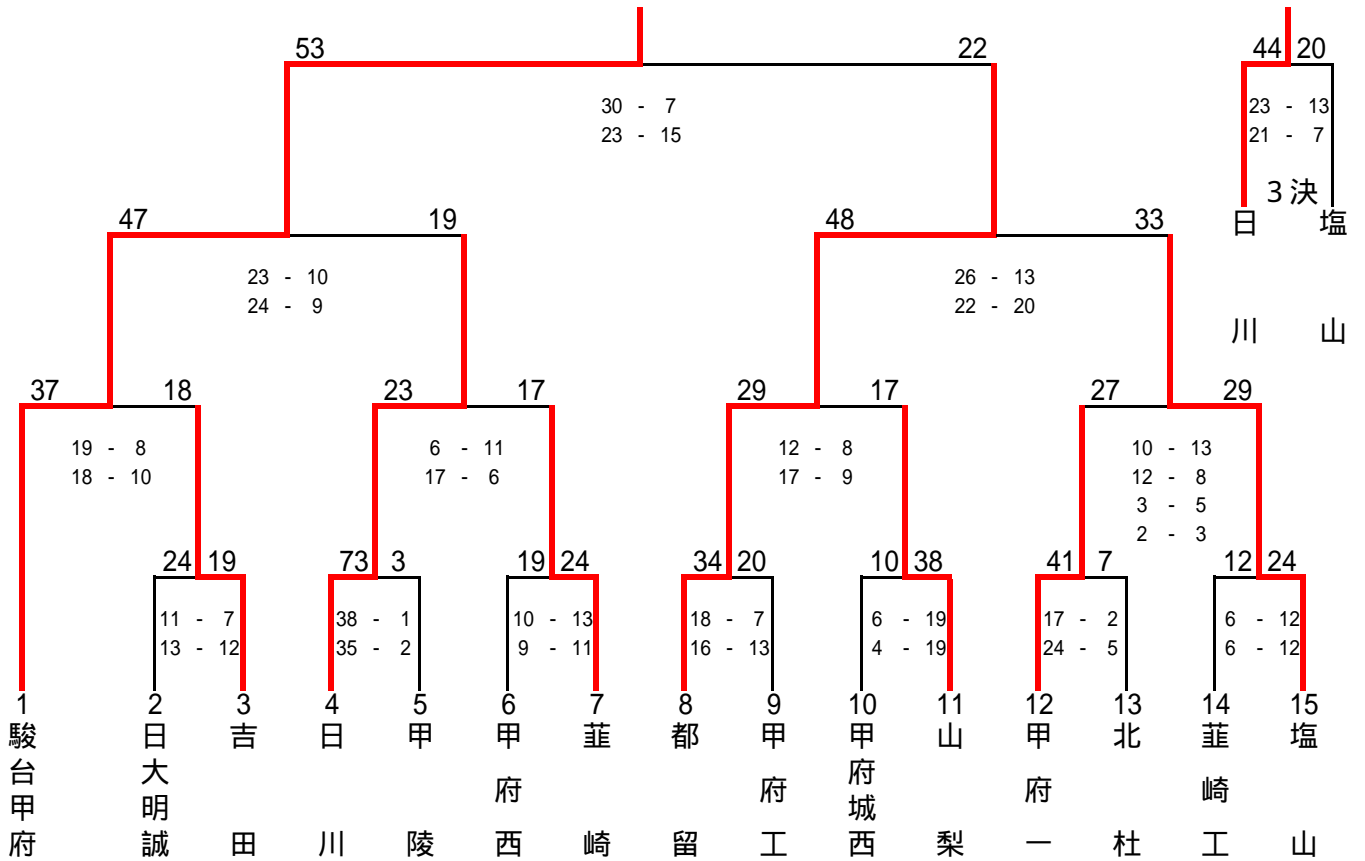 53 22 44 20
30 - 7 23 - 13
23 - 15 21 - 7
3決
47 19 48 33 日川 塩山
23 - 10 26 - 13
24 - 9 22 - 20
37 18 23 17 29 17 27 29
19 - 8 6 - 11 12 - 8 10 - 13
18 - 10 17 - 6 17 - 9 12 - 8
3 - 5
2 - 3
24 19 73 3 19 24 34 20 10 38 41 7 12 24
11 - 7 38 - 1 10 - 13 18 - 7 6 - 19 17 - 2 6 - 12
13 - 12 35 - 2 9 - 11 16 - 13 4 - 19 24 - 5 6 - 12
1 2 3 4 5 6 7 8 9 10 11 12 13 14 15
駿台甲府
日大明誠
吉田
日川
甲陵
甲府西
韮崎
都留
甲府工
甲府城西
山梨
甲府一
北杜
韮崎工
塩山